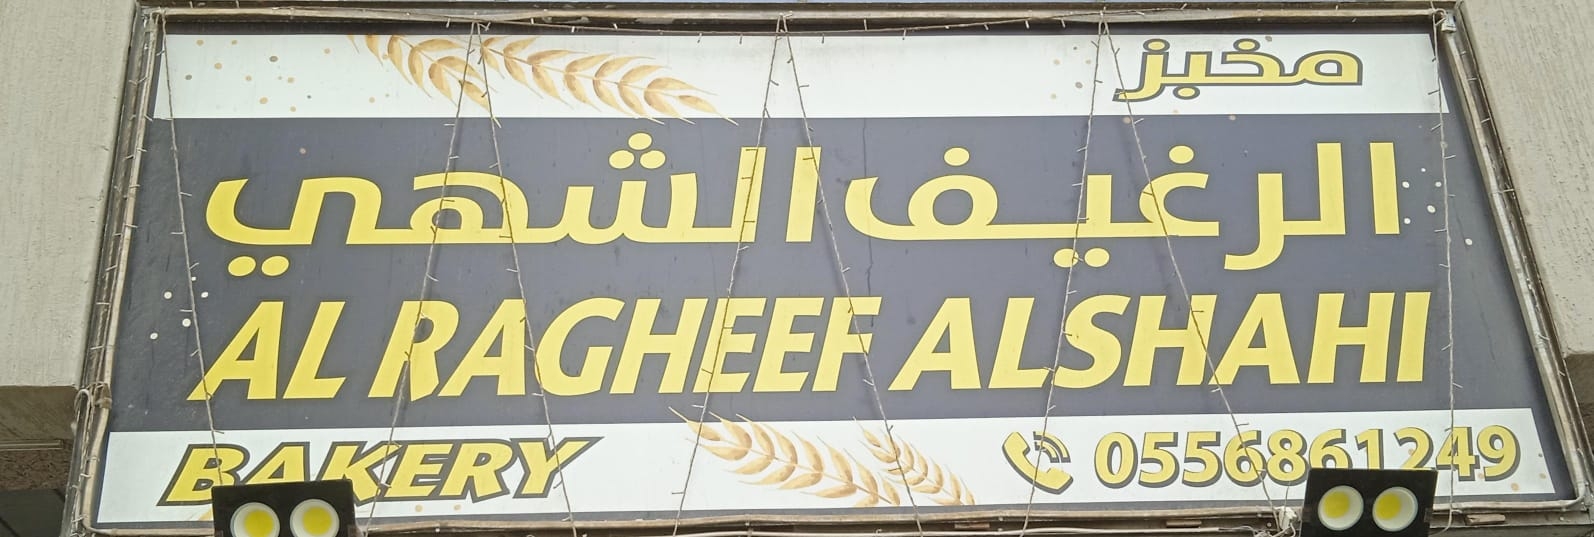 مخبز
الرغيف الشهي
AL RAGHEEF ALSHAHI
BAKERY
0556861249